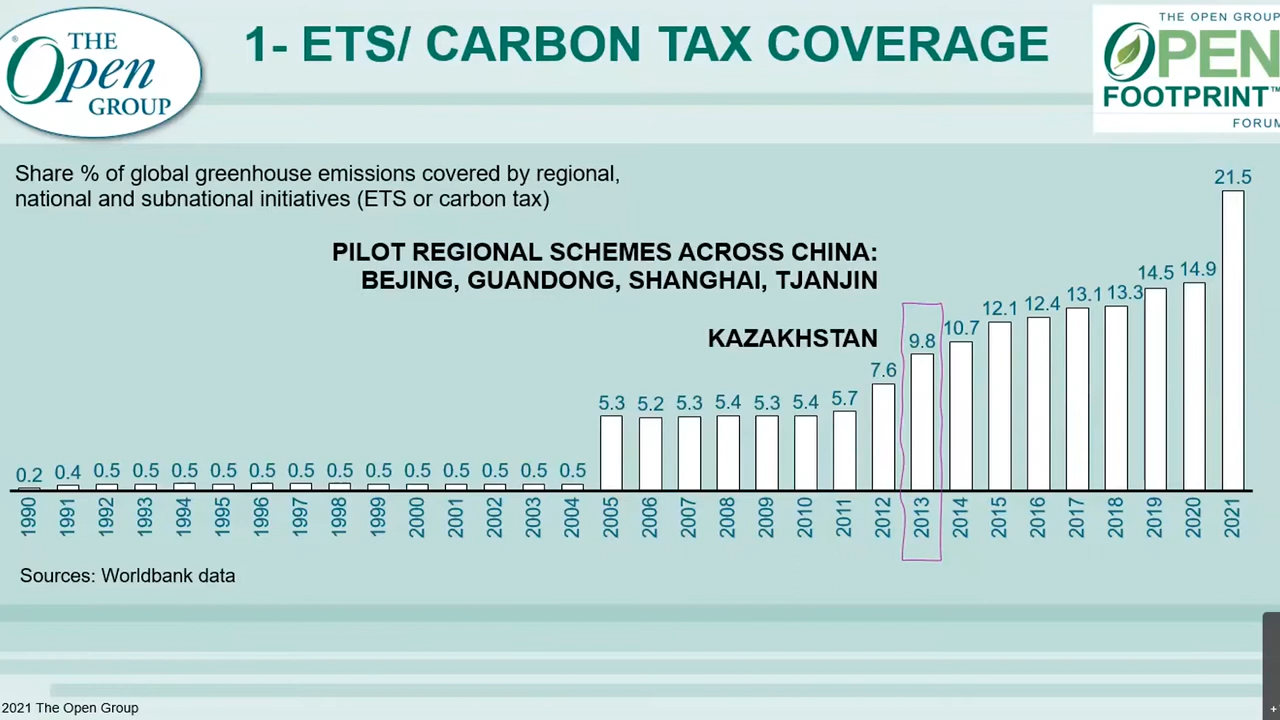 THE
Open
GROUP
®
1- ETS/ CARBON TAX COVERAGE
THE OPEN GROUP
OPEN
FOOTPRINT™
FORUM
Share % of global greenhouse emissions covered by regional,
national and subnational initiatives (ETS or carbon tax)
PILOT REGIONAL SCHEMES ACROSS CHINA:
BEJING, GUANDONG, SHANGHAI, TJANJIN
KAZAKHSTAN
0.2 0.4 0.5 0.5 0.5 0.5 0.5 0.5 0.5 0.5 0.5 0.5 0.5 0.5 0.5 5.3 5.2 5.3 5.4 5.3 5.4 5.7 7.6 9.8 10.7 12.1 12.4 13.1 13.3 14.5 14.9 21.5
1990 1991 1992 1993 1994 1995 1996 1997 1998 1999 2000 2001 2002 2003 2004 2005 2006 2007 2008 2009 2010 2011 2012 2013 2014 2015 2016 2017 2018 2019 2020 2021
Sources: Worldbank data
2021 The Open Group
+